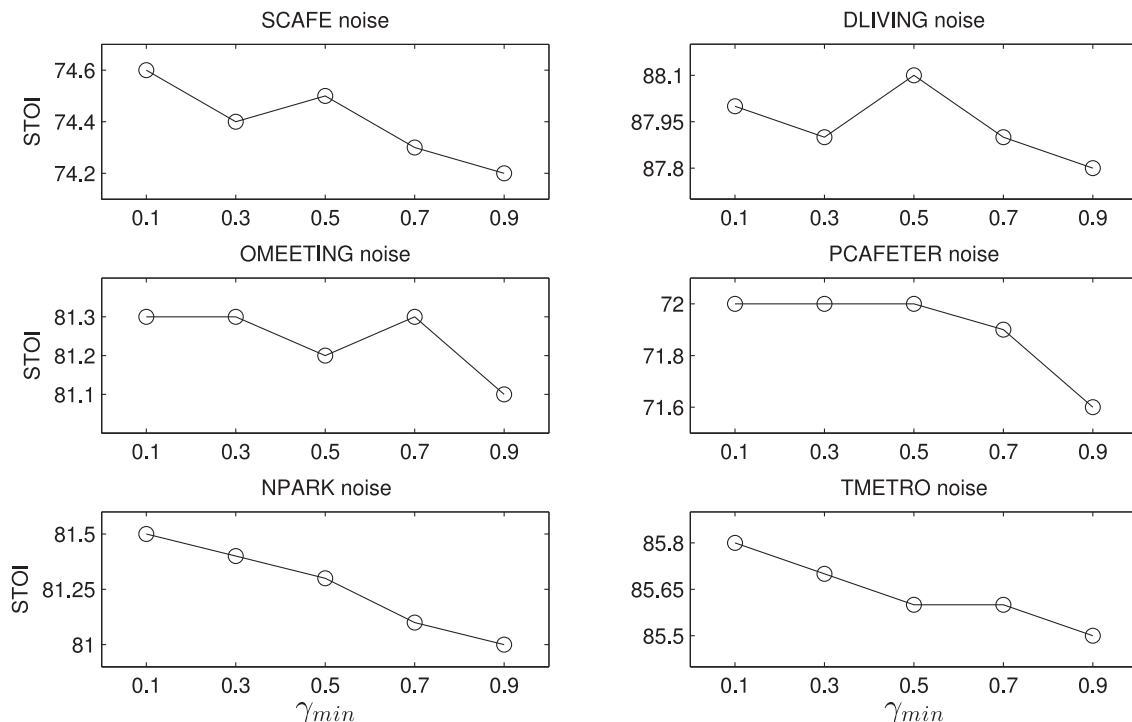 SCAFE noise
DLIVING noise
STOI
74.6
74.4
74.2
88.1
87.95
87.8
0.1 0.3 0.5 0.7 0.9
0.1 0.3 0.5 0.7 0.9
OMEETING noise
PCAFETER noise
STOI
81.3
81.2
81.1
72
71.8
71.6
0.1 0.3 0.5 0.7 0.9
0.1 0.3 0.5 0.7 0.9
NPARK noise
TMETRO noise
STOI
81.5
81.25
81
85.8
85.65
85.5
0.1 0.3 0.5 0.7 0.9
0.1 0.3 0.5 0.7 0.9
γmin
γmin